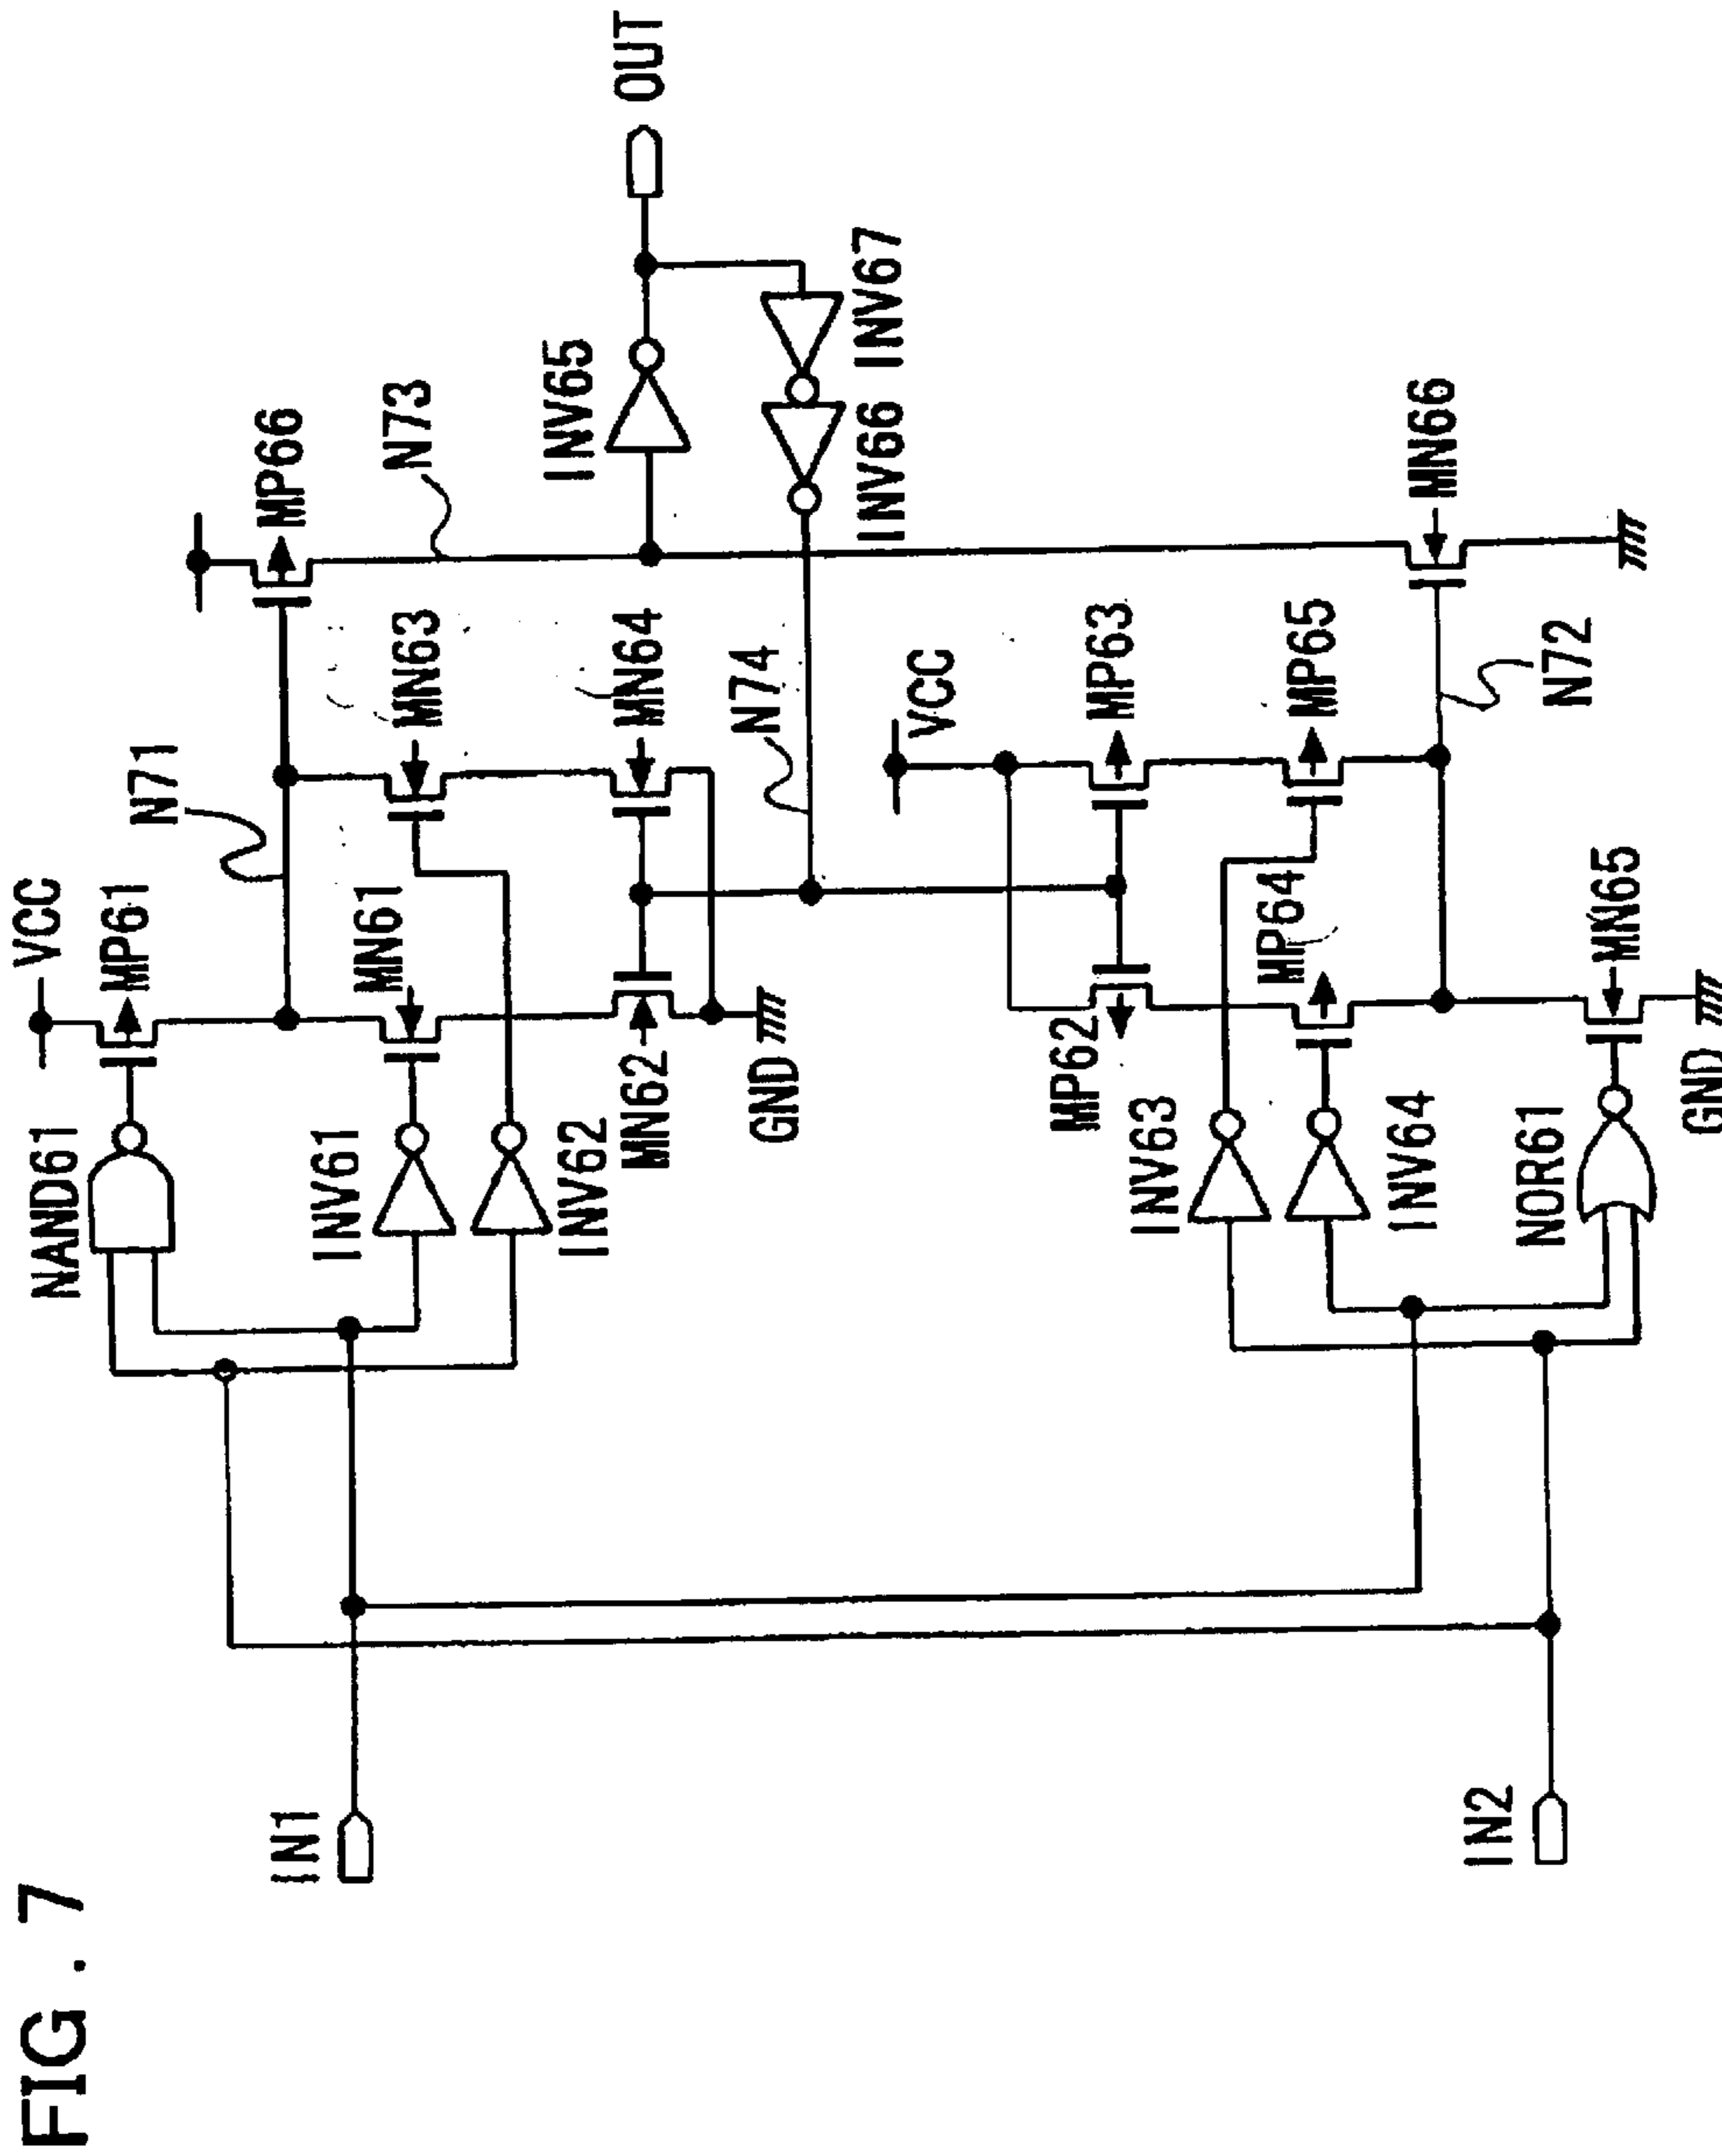 FIG. 7
VCC
NAND61
MP61
N71
MP66
N73
INV61
MN61
MN63
INV65
OUT
INV62
MN62
MN64
GND
N74
INV66
INV67
VCC
MP62
MP63
INV63
MP64
MP65
INV64
MN66
NOR61
MN65
N72
GND
IN1
IN2